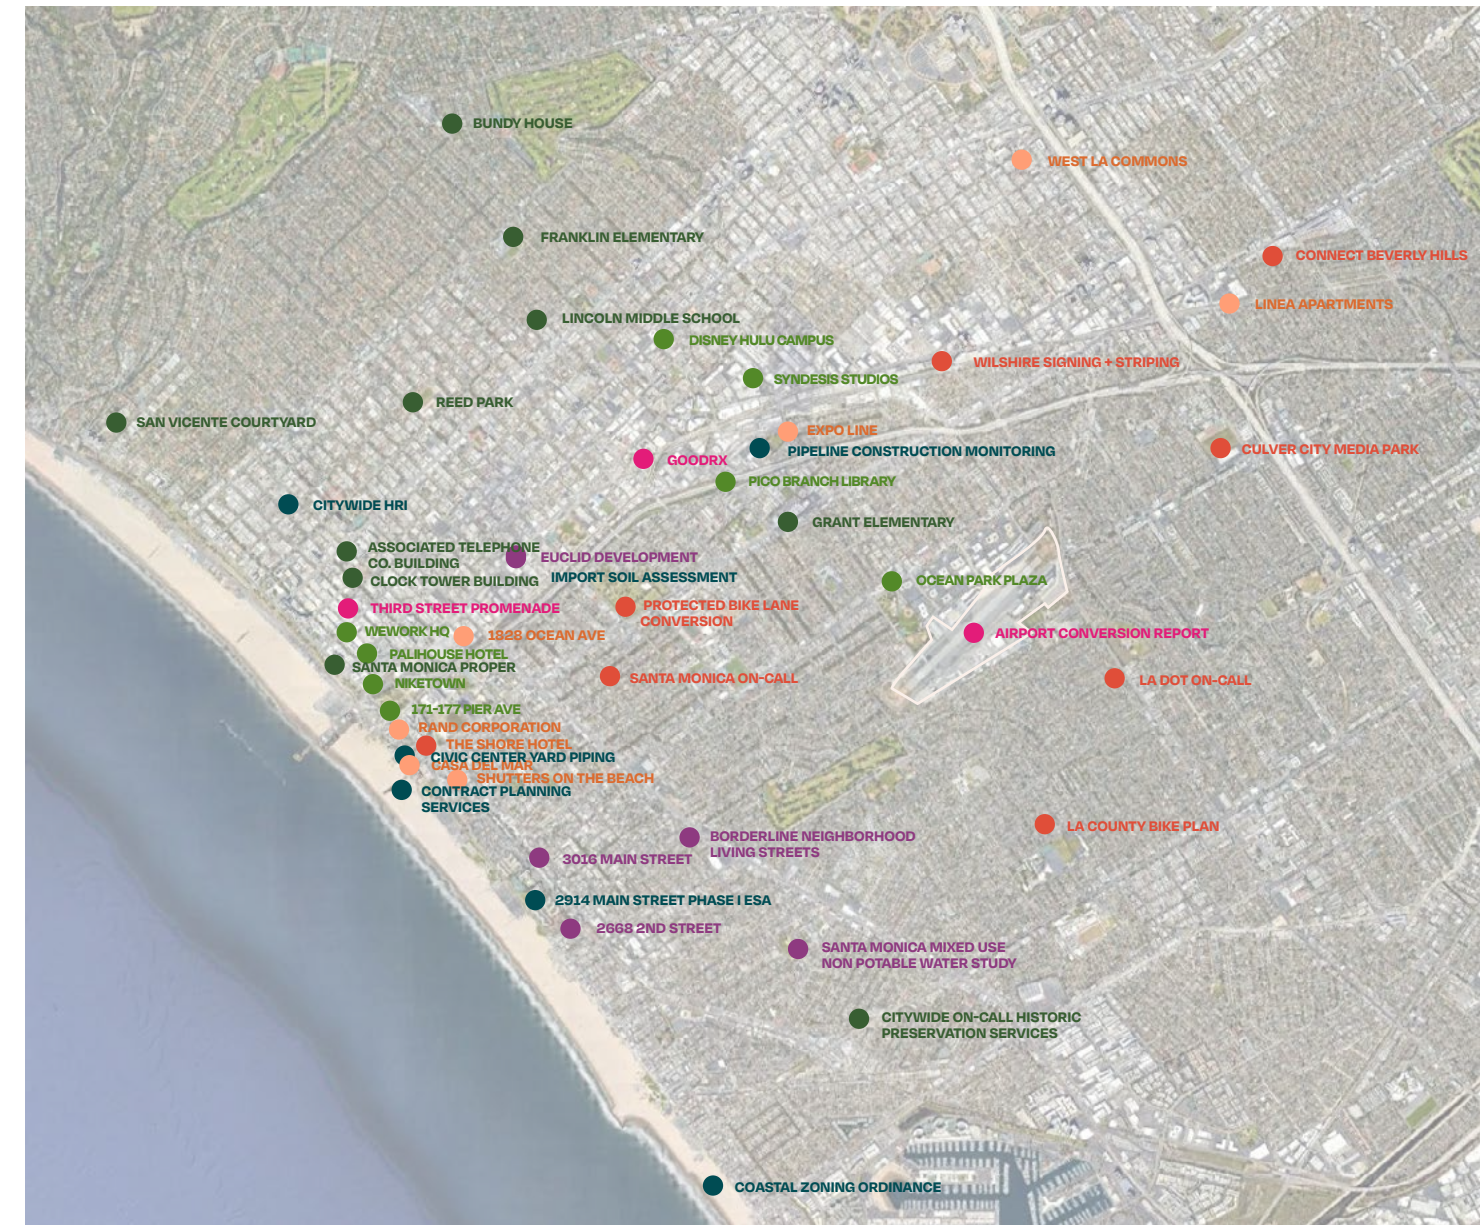 BUNDY HOUSE
WEST LA COMMONS
FRANKLIN ELEMENTARY
CONNECT BEVERLY HILLS
LINEA APARTMENTS
LINCOLN MIDDLE SCHOOL
DISNEY HULU CAMPUS
WILSHIRE SIGNING + STRIPING
SYNDESIS STUDIOS
REED PARK
SAN VICENTE COURTYARD
EXPO LINE
PIPELINE CONSTRUCTION MONITORING
CULVER CITY MEDIA PARK
GOODRX
PICO BRANCH LIBRARY
CITYWIDE HRI
GRANT ELEMENTARY
ASSOCIATED TELEPHONE
CO. BUILDING
EUCLID DEVELOPMENT
CLOCK TOWER BUILDING
IMPORT SOIL ASSESSMENT
OCEAN PARK PLAZA
THIRD STREET PROMENADE
PROTECTED BIKE LANE
CONVERSION
WEWORK HQ
1828 OCEAN AVE
AIRPORT CONVERSION REPORT
PALIHOUSE HOTEL
SANTA MONICA PROPER
NIKETOWN
SANTA MONICA ON-CALL
LA DOT ON-CALL
171-177 PIER AVE
RAND CORPORATION
THE SHORE HOTEL
CIVIC CENTER YARD PIPING
CASA DEL MAR
SHUTTERS ON THE BEACH
CONTRACT PLANNING
SERVICES
LA COUNTY BIKE PLAN
BORDERLINE NEIGHBORHOOD
LIVING STREETS
3016 MAIN STREET
2914 MAIN STREET PHASE I ESA
2668 2ND STREET
SANTA MONICA MIXED USE
NON POTABLE WATER STUDY
CITYWIDE ON-CALL HISTORIC
PRESERVATION SERVICES
COASTAL ZONING ORDINANCE